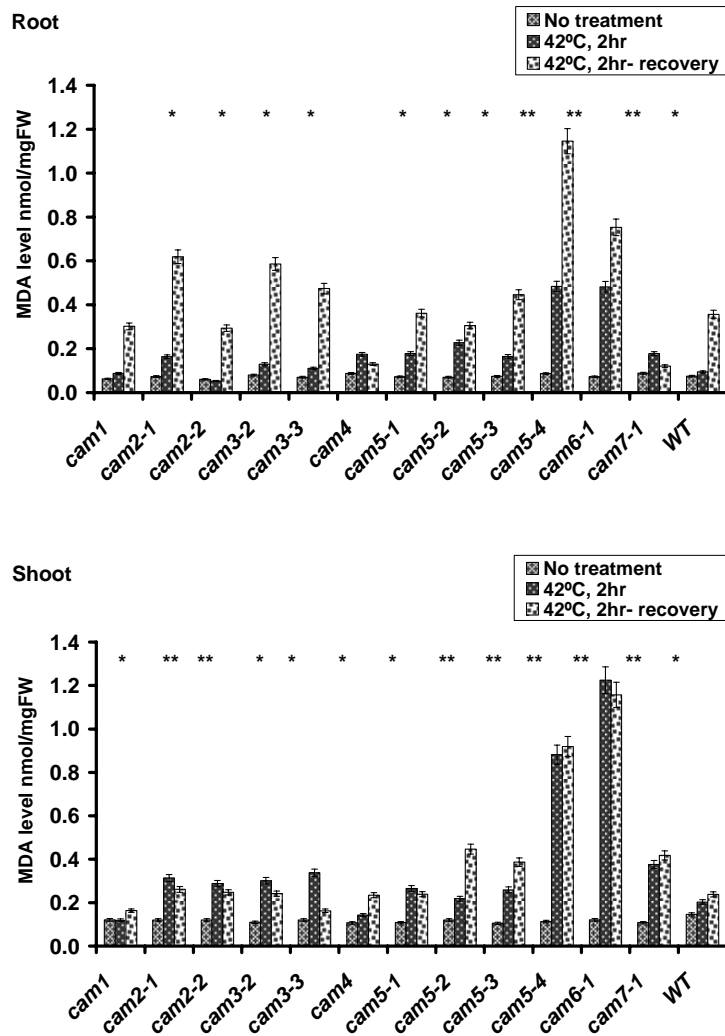 Root
No treatment
42ºC, 2hr
42ºC, 2hr- recovery
MDA level nmol/mgFW
1.4
1.2
1.0
0.8
0.6
0.4
0.2
0.0
* * * * * * * ** ** ** *
cam1 cam2-1 cam2-2 cam3-2 cam3-3 cam4 cam5-1 cam5-2 cam5-3 cam5-4 cam6-1 cam7-1 WT
Shoot
No treatment
42ºC, 2hr
42ºC, 2hr- recovery
MDA level nmol/mgFW
1.4
1.2
1.0
0.8
0.6
0.4
0.2
0.0
* ** ** * * * * ** ** ** ** ** *
cam1 cam2-1 cam2-2 cam3-2 cam3-3 cam4 cam5-1 cam5-2 cam5-3 cam5-4 cam6-1 cam7-1 WT